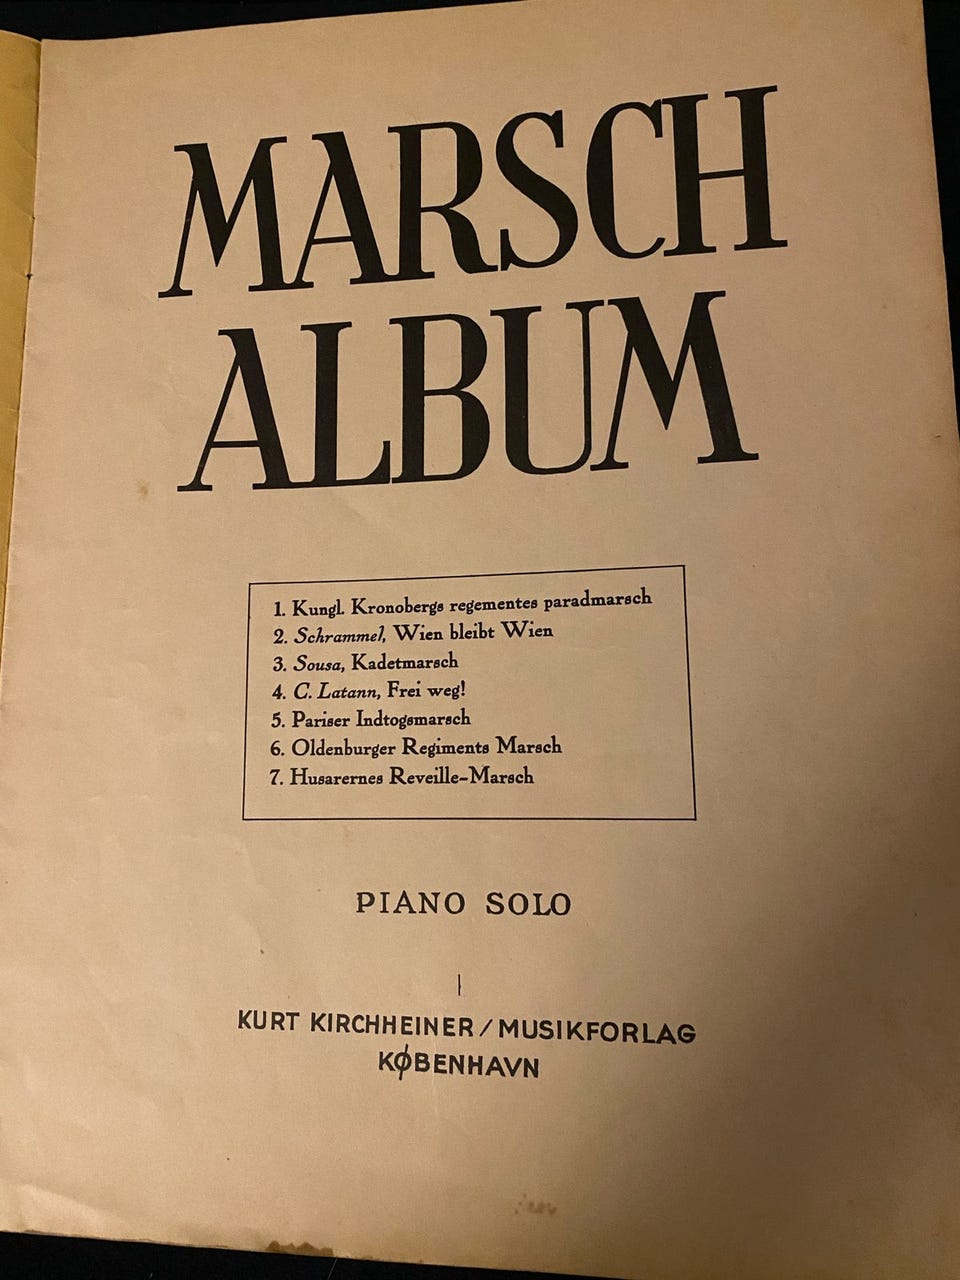 MARSCH
ALBUM
1. Kungl. Kronobergs regementes paradmarsch
2. Schrammel, Wien bleibt Wien
3. Sousa, Kadetmarsch
4. C. Latann, Frei weg!
5. Pariser Indtogsmarsch
6. Oldenburger Regiments Marsch
7. Husarernes Reveille-Marsch
PIANO SOLO
KURT KIRCHHEINER/MUSIKFORLAG
KØBENHAVN